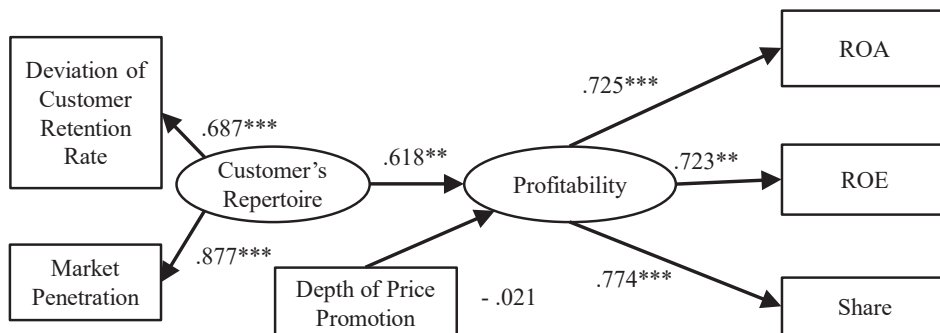 Deviation of
Customer
Retention
Rate
.687***
Customer’s
Repertoire
.877***
Market
Penetration
.618**
Profitability
Depth of Price
Promotion
- .021
.725***
ROA
.723**
ROE
.774***
Share